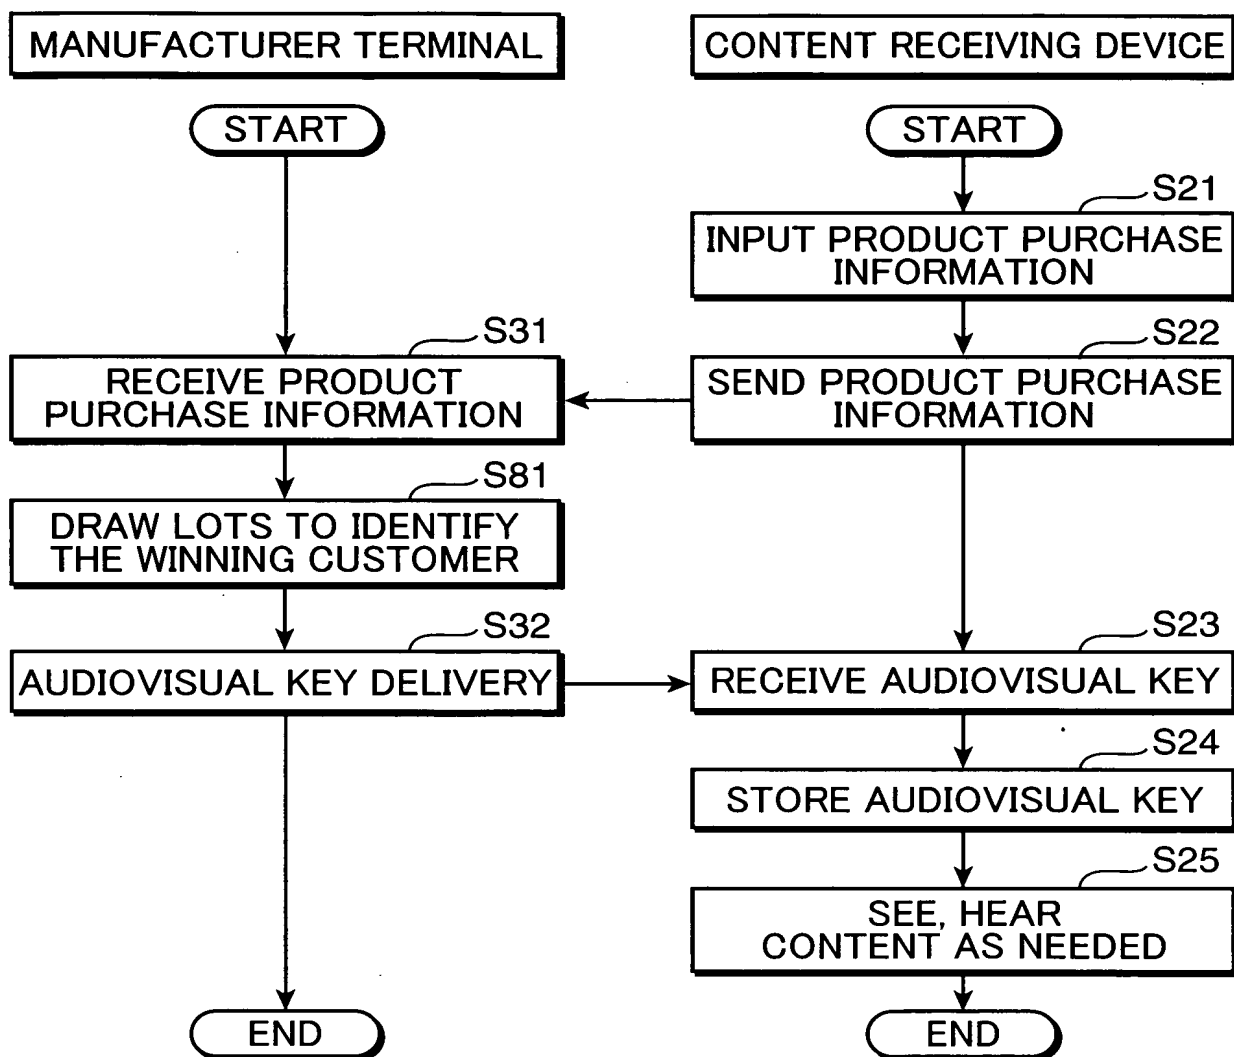 MANUFACTURER TERMINAL
CONTENT RECEIVING DEVICE
START
START
S21
INPUT PRODUCT PURCHASE
INFORMATION
S31
RECEIVE PRODUCT
PURCHASE INFORMATION
S22
SEND PRODUCT PURCHASE
INFORMATION
S81
DRAW LOTS TO IDENTIFY
THE WINNING CUSTOMER
S32
AUDIOVISUAL KEY DELIVERY
S23
RECEIVE AUDIOVISUAL KEY
S24
STORE AUDIOVISUAL KEY
S25
SEE, HEAR
CONTENT AS NEEDED
END
END